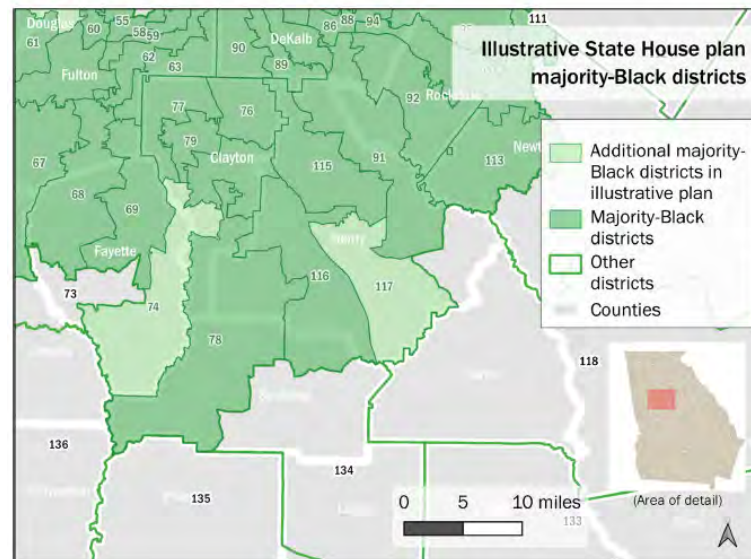 Illustrative State House plan
majority-Black districts
Additional majority-
Black districts in
illustrative plan
Majority-Black
districts
Other
districts
Counties
(Area of detail)
0 5 10 miles
Douglas
55
88
94
111
61
60
58
59
86
90
DeKalb
62
63
89
Fulton
77
76
92
79
Clayton
67
91
113
115
68
69
Fayette
Henry
73
74
116
117
78
118
136
134
135
133